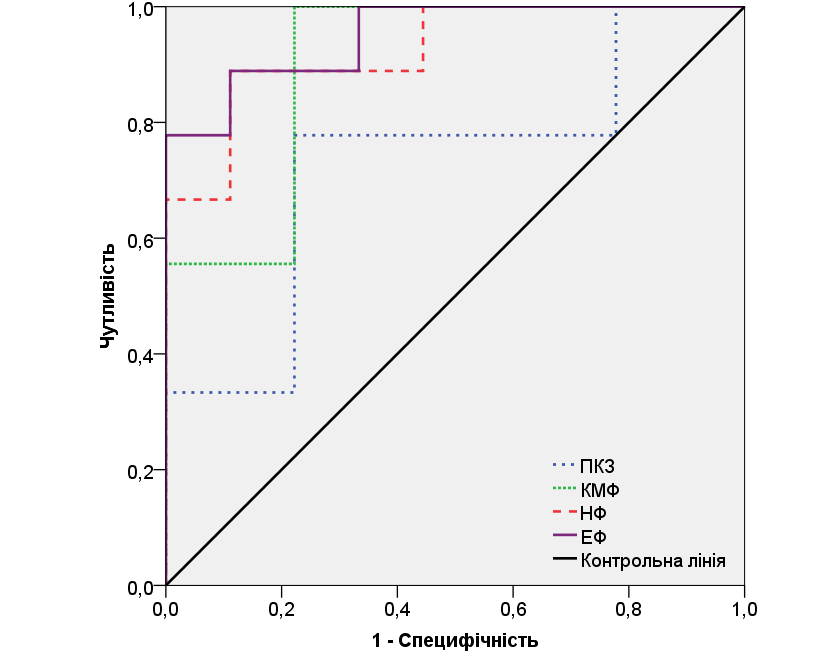 1,0
0,8
0,6
0,4
0,2
0,0
Чутливість
ПКЗ
КМФ
НФ
ЕФ
Контрольна лінія
0,0 0,2 0,4 0,6 0,8 1,0
1 - Специфічність